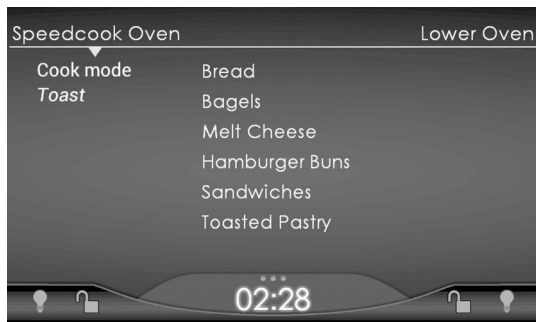 Speedcook Oven Lower Oven
Cook mode
Toast
Bread
Bagels
Melt Cheese
Hamburger Buns
Sandwiches
Toasted Pastry
02:28